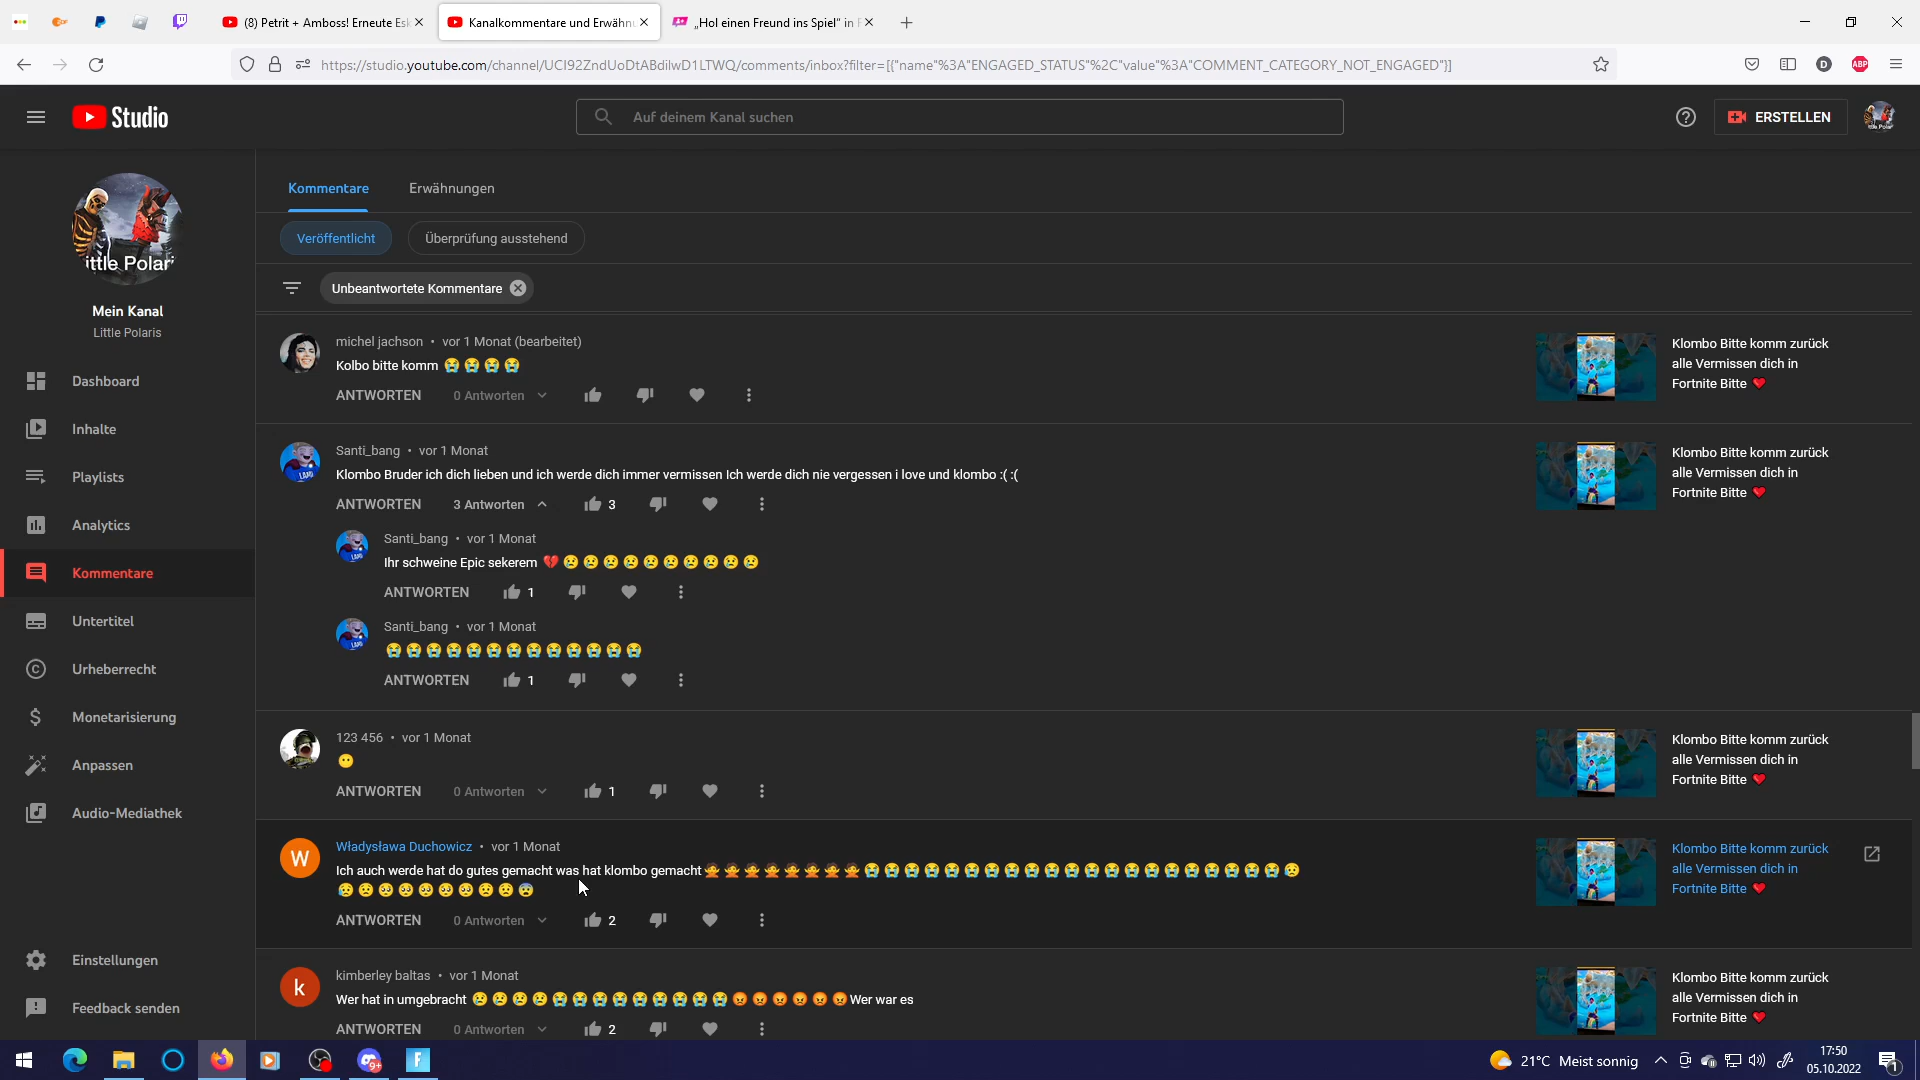 (8) Petrit + Amboss! Erneute Esk
Kanalkommentare und Erwähnu
„Hol einen Freund ins Spiel" in F
https://studio.youtube.com/channel/UCI92ZndUoDtABdilwD1LTWQ/comments/inbox?filter=[{"name"%3A"ENGAGED_STATUS"%2C"value"%3A"COMMENT_CATEGORY_NOT_ENGAGED"}]
D
ABP
Studio
Auf deinem Kanal suchen
ERSTELLEN
ittle Polari
Mein Kanal
Little Polaris
Dashboard
Inhalte
Playlists
Analytics
Kommentare
Untertitel
Urheberrecht
Monetarisierung
Anpassen
Audio-Mediathek
Einstellungen
Feedback senden
Kommentare
Erwähnungen
Veröffentlicht
Überprüfung ausstehend
Unbeantwortete Kommentare
michel jachson • vor 1 Monat (bearbeitet)
Kolbo bitte komm 😭😭😭😭
ANTWORTEN 0 Antworten
Klombo Bitte komm zurück
alle Vermissen dich in
Fortnite Bitte ❤️
Santi_bang • vor 1 Monat
Klombo Bruder ich dich lieben und ich werde dich immer vermissen Ich werde dich nie vergessen i love und klombo :( :(
ANTWORTEN 3 Antworten 3
Klombo Bitte komm zurück
alle Vermissen dich in
Fortnite Bitte ❤️
Santi_bang • vor 1 Monat
Ihr schweine Epic sekerem 💔😢😢😢😢😢😢😢😢😢😢
ANTWORTEN 1
Santi_bang • vor 1 Monat
😭😭😭😭😭😭😭😭😭😭😭😭😭
ANTWORTEN 1
123 456 • vor 1 Monat
😶
ANTWORTEN 0 Antworten 1
Klombo Bitte komm zurück
alle Vermissen dich in
Fortnite Bitte ❤️
W
Władysława Duchowicz • vor 1 Monat
Ich auch werde hat do gutes gemacht was hat klombo gemacht🙅🙅🙅🙅🙅🙅🙅🙅😭😭😭😭😭😭😭😭😭😭😭😭😭😭😭😭😭😭😭😭😭😥
😥😟🥺🥺🥺🥺🥺😟😟😨
ANTWORTEN 0 Antworten 2
Klombo Bitte komm zurück
alle Vermissen dich in
Fortnite Bitte ❤️
k
kimberley baltas • vor 1 Monat
Wer hat in umgebracht 😢😢😢😢😭😭😭😭😭😭😭😭😭😡😡😡😡😡😡Wer war es
ANTWORTEN 0 Antworten 2
Klombo Bitte komm zurück
alle Vermissen dich in
Fortnite Bitte ❤️
9+
F
21°C Meist sonnig
17:50
05.10.2022
1